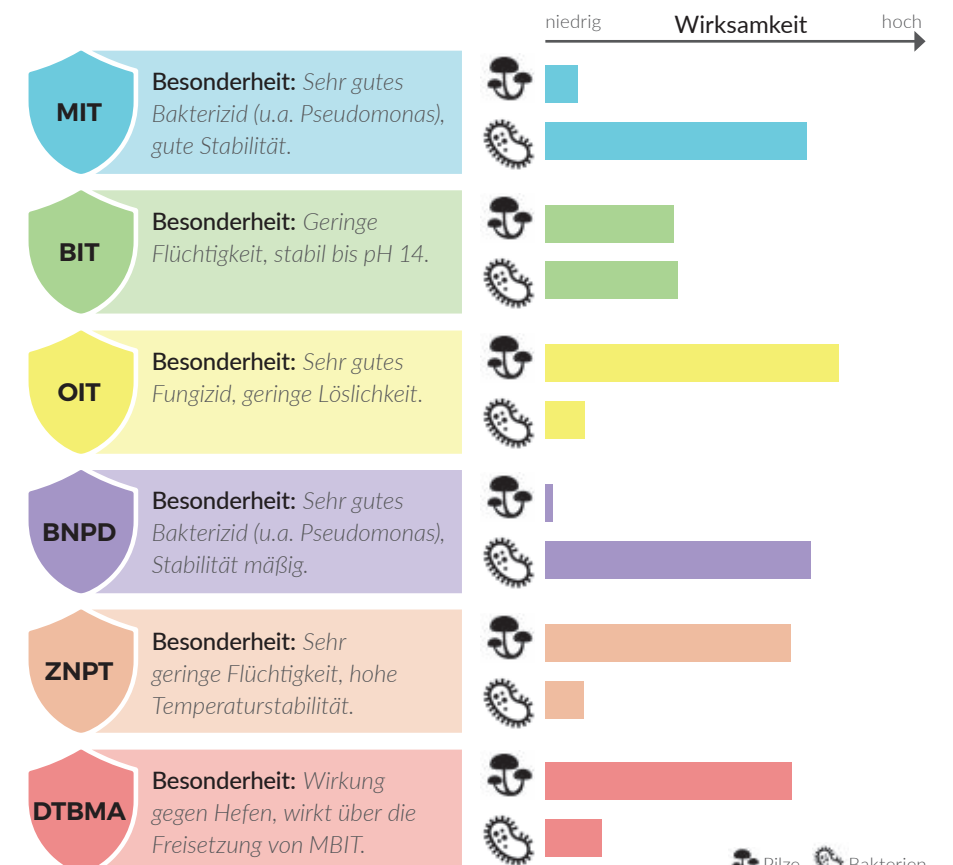 niedrig Wirksamkeit hoch
MIT
Besonderheit: Sehr gutes
Bakterizid (u.a. Pseudomonas),
gute Stabilität.
BIT
Besonderheit: Geringe
Flüchtigkeit, stabil bis pH 14.
OIT
Besonderheit: Sehr gutes
Fungizid, geringe Löslichkeit.
BNPD
Besonderheit: Sehr gutes
Bakterizid (u.a. Pseudomonas),
Stabilität mäßig.
ZNPT
Besonderheit: Sehr
geringe Flüchtigkeit, hohe
Temperaturstabilität.
DTBMA
Besonderheit: Wirkung
gegen Hefen, wirkt über die
Freisetzung von MBIT.
Pilze Bakterien